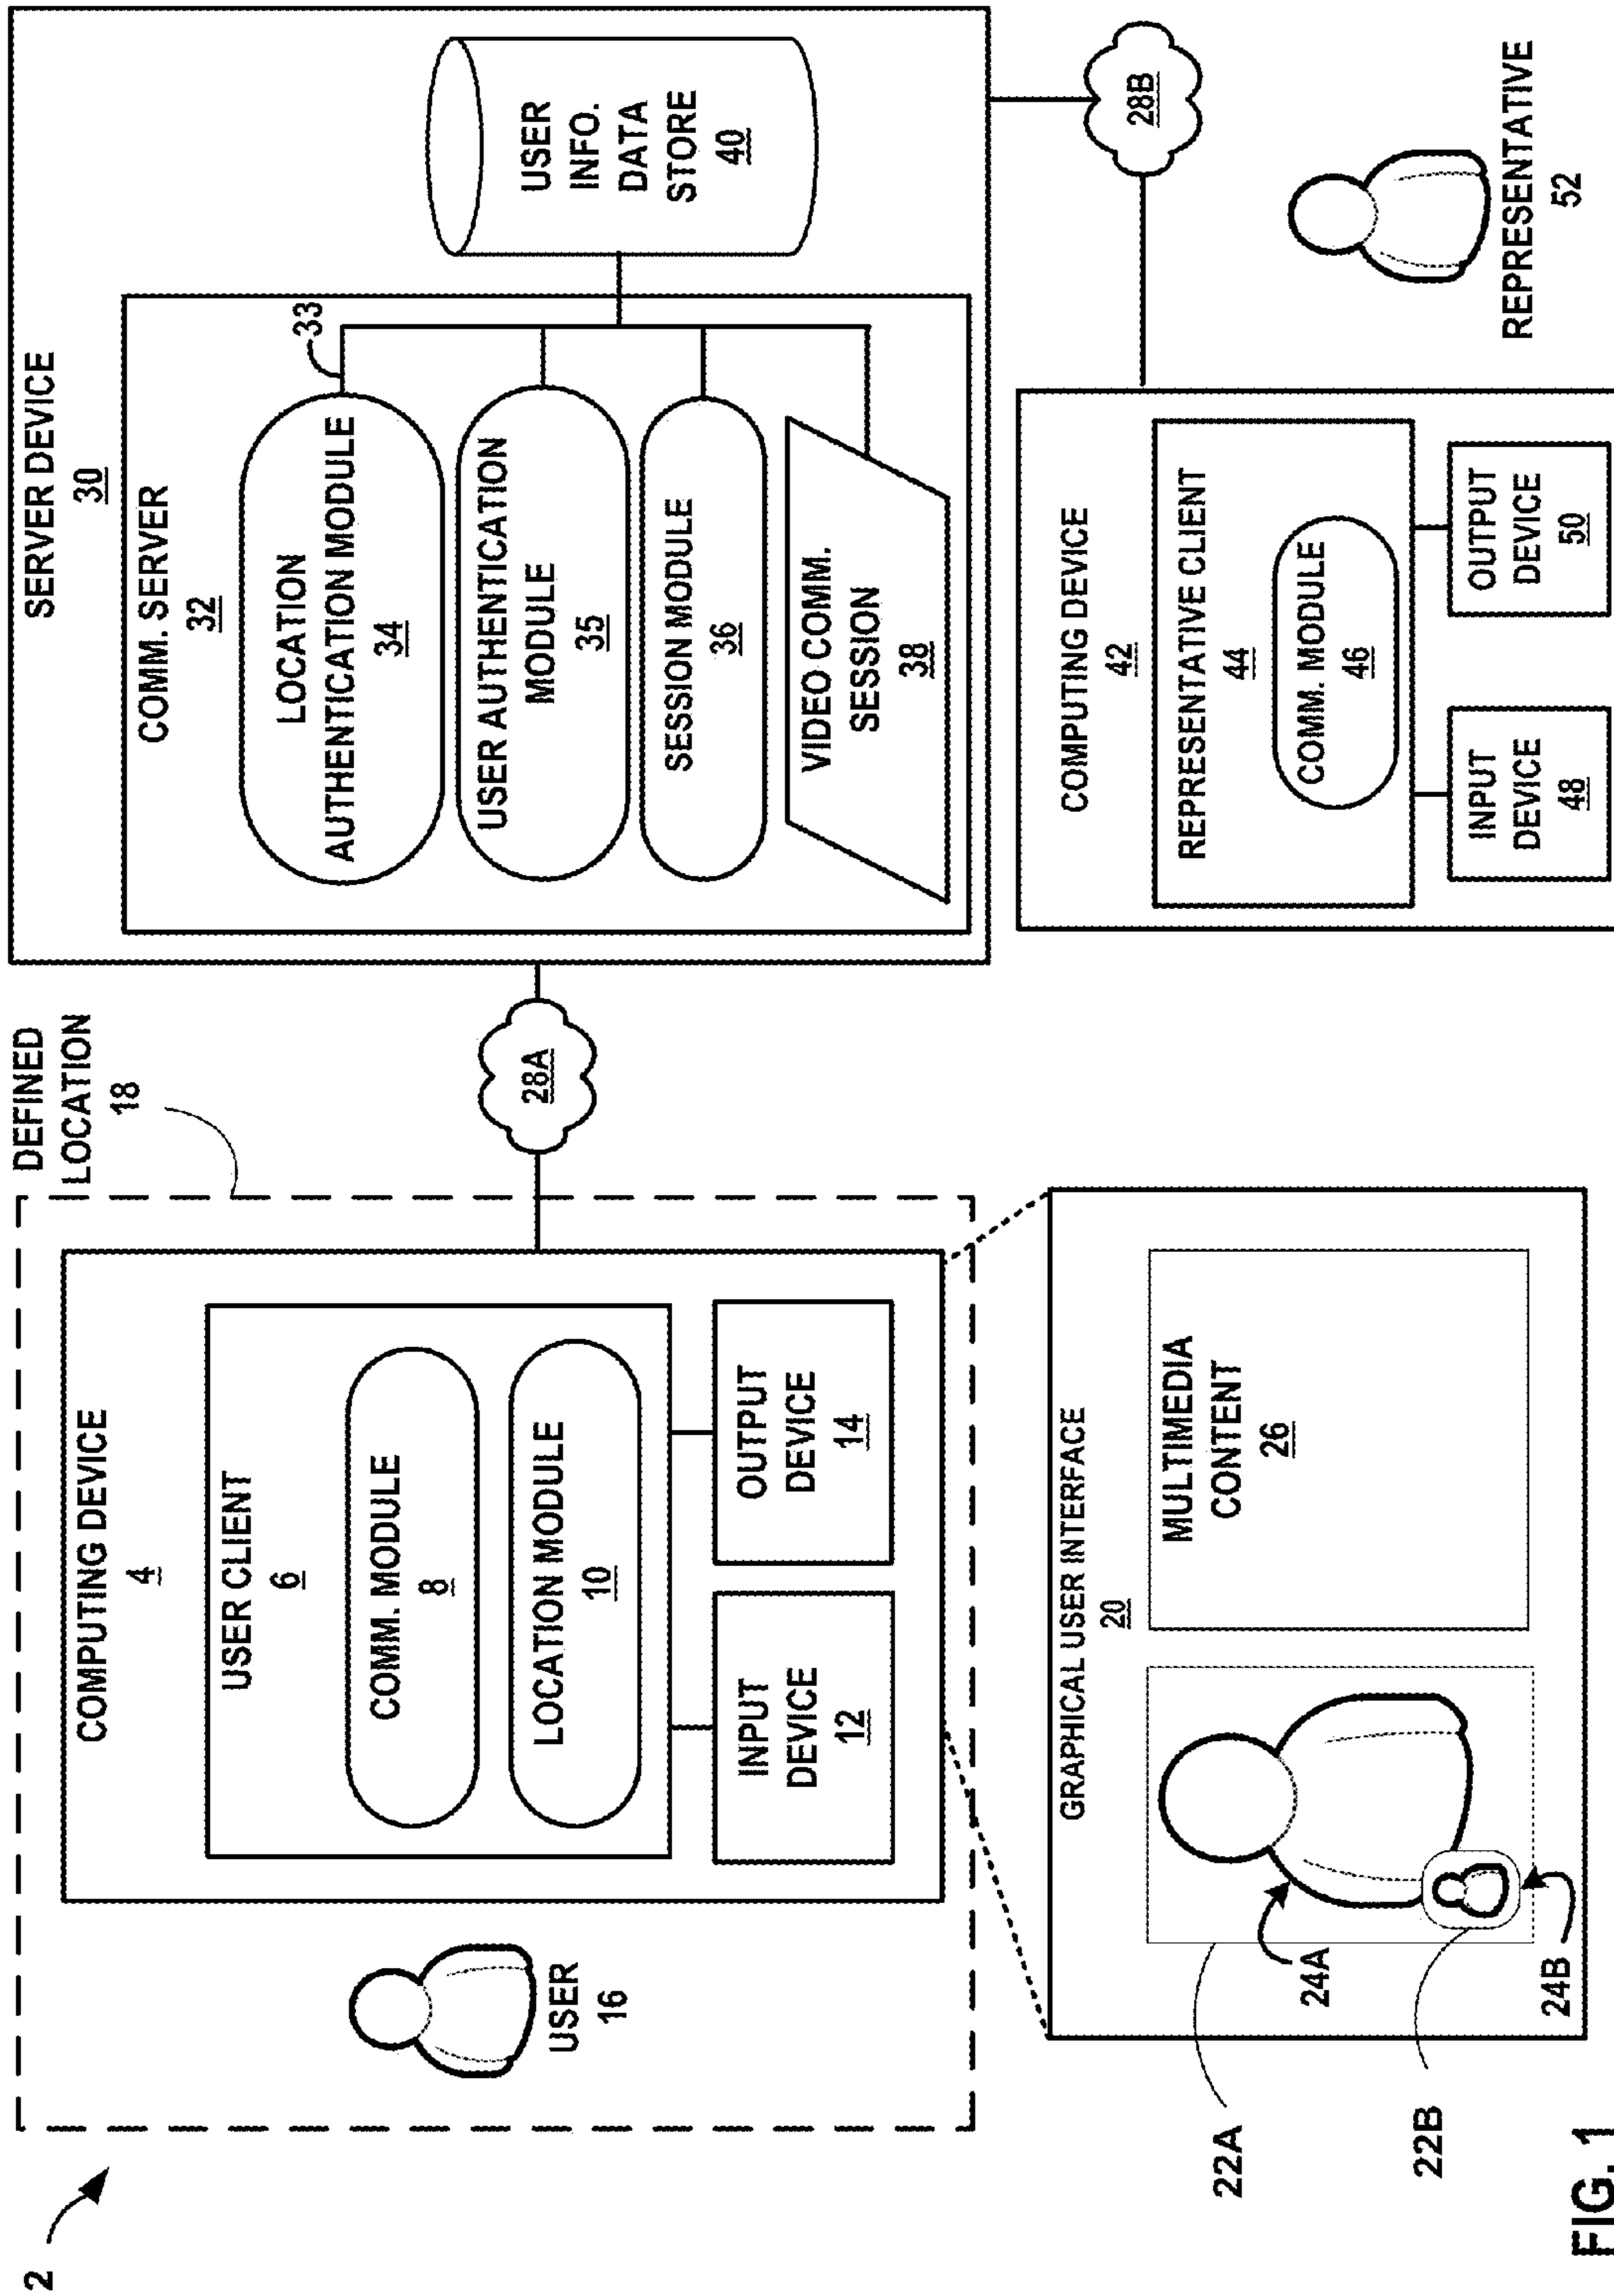 2
DEFINED
LOCATION
18
COMPUTING DEVICE
4
USER CLIENT
6
COMM. MODULE
8
LOCATION MODULE
10
INPUT
DEVICE
12
OUTPUT
DEVICE
14
USER
16
28A
SERVER DEVICE
30
COMM. SERVER
32
33
LOCATION
AUTHENTICATION MODULE
34
USER AUTHENTICATION
MODULE
35
SESSION MODULE
36
VIDEO COMM.
SESSION
38
USER
INFO.
DATA
STORE
40
28B
GRAPHICAL USER INTERFACE
20
MULTIMEDIA
CONTENT
26
22A
24A
22B
24B
COMPUTING DEVICE
42
REPRESENTATIVE CLIENT
44
COMM. MODULE
46
INPUT
DEVICE
48
OUTPUT
DEVICE
50
REPRESENTATIVE
52
FIG. 1